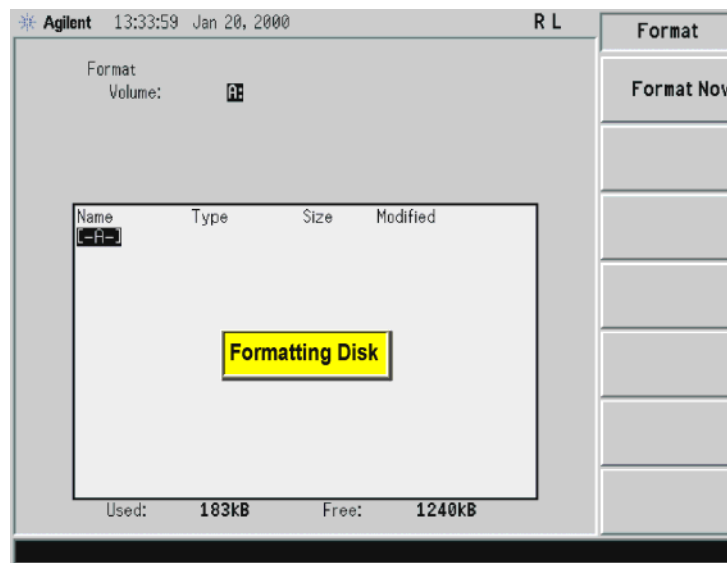 Agilent 13:33:59 Jan 20, 2000 R L
Format
Format
Volume: A:
Format Now
Name Type Size Modified
[-A-]
Formatting Disk
Used: 183kB Free: 1240kB